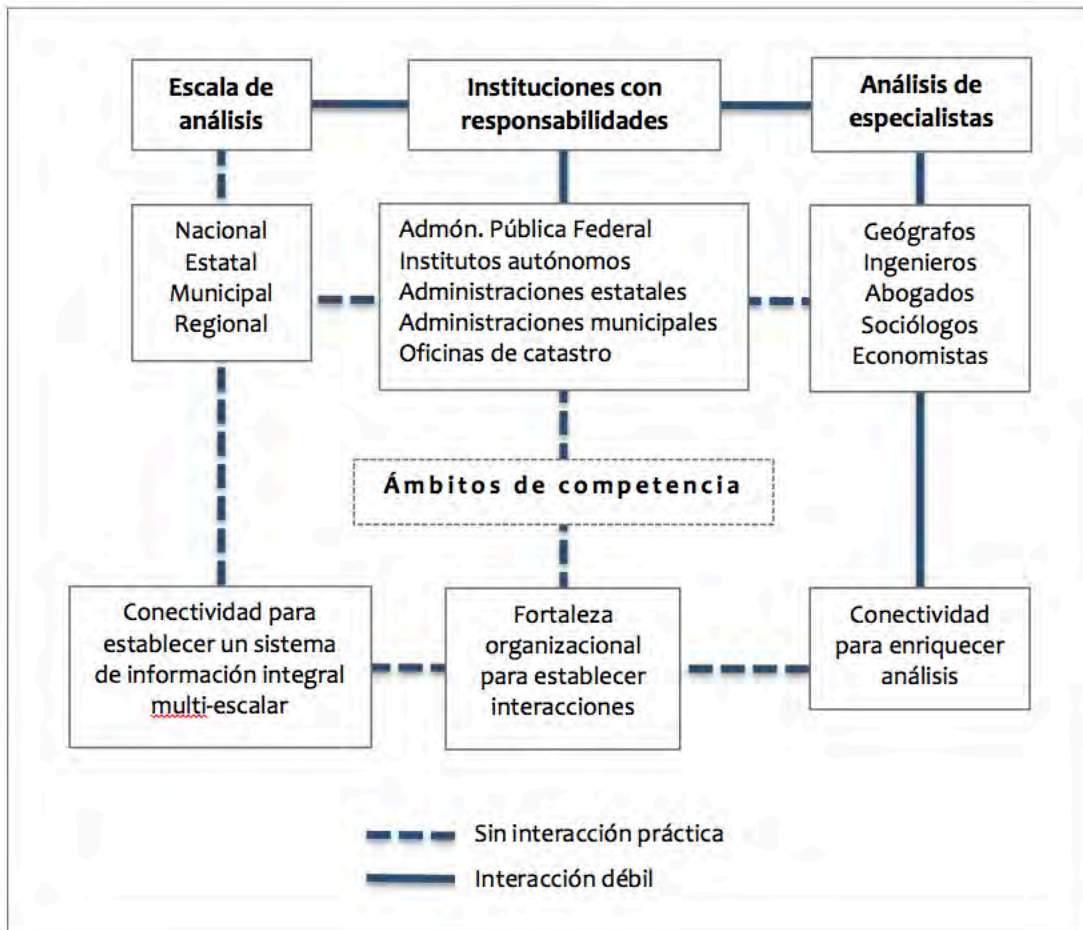 Escala de
análisis
Instituciones con
responsabilidades
Análisis de
especialistas
Nacional
Estatal
Municipal
Regional
Admón. Pública Federal
Institutos autónomos
Administraciones estatales
Administraciones municipales
Oficinas de catastro
Geógrafos
Ingenieros
Abogados
Sociólogos
Economistas
Ámbitos de competencia
Conectividad para
establecer un sistema
de información integral
multi-escalar
Fortaleza
organizacional
para establecer
interacciones
Conectividad
para enriquecer
análisis
Sin interacción práctica
Interacción débil